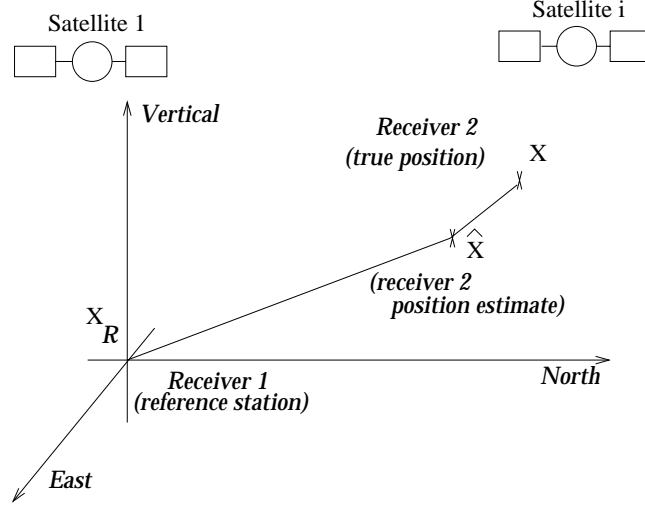 Satellite 1
Satellite i
Vertical
Receiver 2
(true position)
X
X̂
(receiver 2
position estimate)
X_R
Receiver 1
(reference station)
North
East